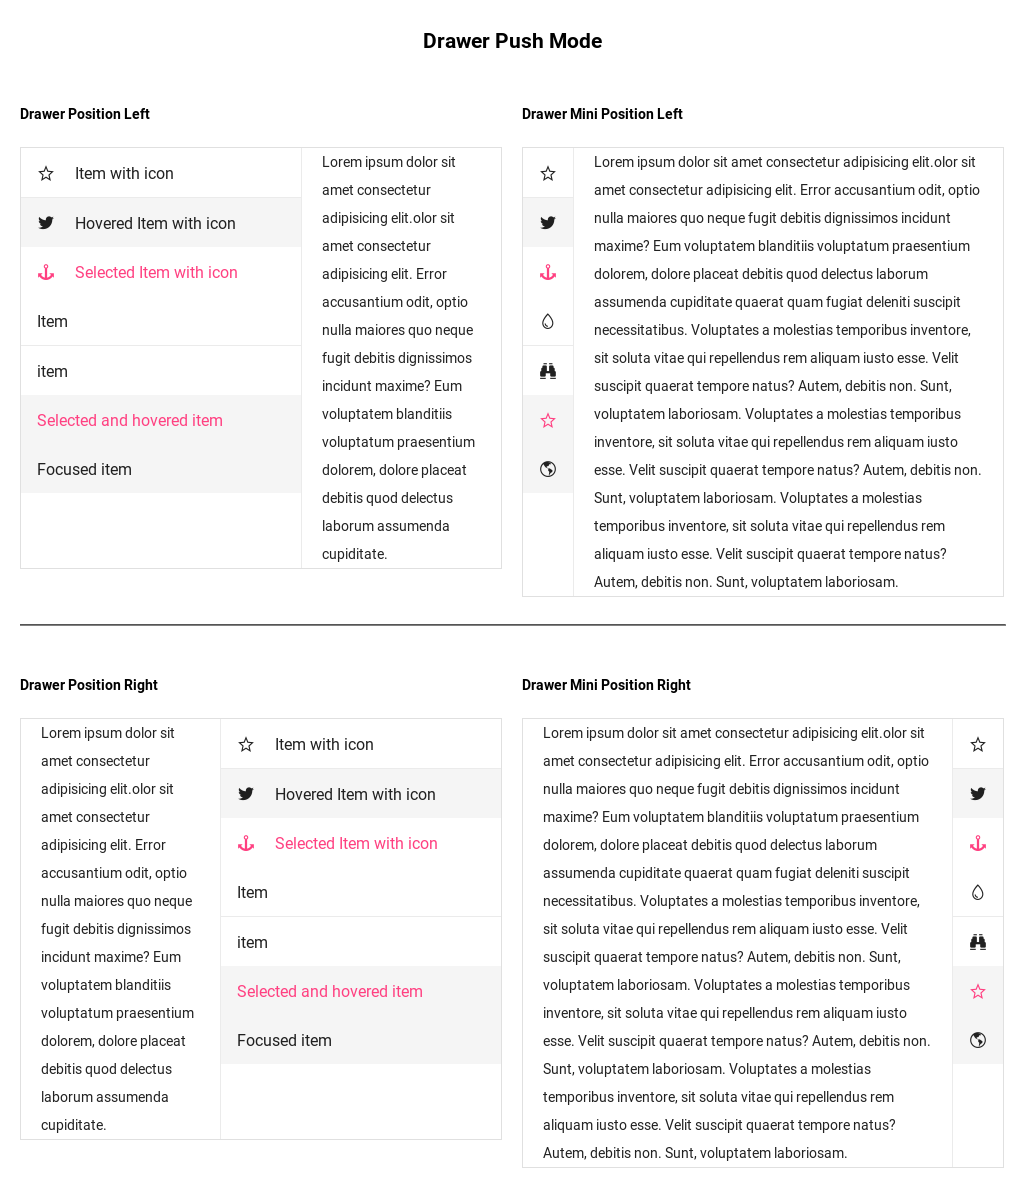 Drawer Push Mode
Drawer Position Left
Item with icon
Hovered Item with icon
Selected Item with icon
Item
item
Selected and hovered item
Focused item
Lorem ipsum dolor sit
amet consectetur
adipisicing elit.olor sit
amet consectetur
adipisicing elit. Error
accusantium odit, optio
nulla maiores quo neque
fugit debitis dignissimos
incidunt maxime? Eum
voluptatem blanditiis
voluptatum praesentium
dolorem, dolore placeat
debitis quod delectus
laborum assumenda
cupiditate.
Drawer Mini Position Left
Lorem ipsum dolor sit amet consectetur adipisicing elit.olor sit
amet consectetur adipisicing elit. Error accusantium odit, optio
nulla maiores quo neque fugit debitis dignissimos incidunt
maxime? Eum voluptatem blanditiis voluptatum praesentium
dolorem, dolore placeat debitis quod delectus laborum
assumenda cupiditate quaerat quam fugiat deleniti suscipit
necessitatibus. Voluptates a molestias temporibus inventore,
sit soluta vitae qui repellendus rem aliquam iusto esse. Velit
suscipit quaerat tempore natus? Autem, debitis non. Sunt,
voluptatem laboriosam. Voluptates a molestias temporibus
inventore, sit soluta vitae qui repellendus rem aliquam iusto
esse. Velit suscipit quaerat tempore natus? Autem, debitis non.
Sunt, voluptatem laboriosam. Voluptates a molestias
temporibus inventore, sit soluta vitae qui repellendus rem
aliquam iusto esse. Velit suscipit quaerat tempore natus?
Autem, debitis non. Sunt, voluptatem laboriosam.
Drawer Position Right
Lorem ipsum dolor sit
amet consectetur
adipisicing elit.olor sit
amet consectetur
adipisicing elit. Error
accusantium odit, optio
nulla maiores quo neque
fugit debitis dignissimos
incidunt maxime? Eum
voluptatem blanditiis
voluptatum praesentium
dolorem, dolore placeat
debitis quod delectus
laborum assumenda
cupiditate.
Item with icon
Hovered Item with icon
Selected Item with icon
Item
item
Selected and hovered item
Focused item
Drawer Mini Position Right
Lorem ipsum dolor sit amet consectetur adipisicing elit.olor sit
amet consectetur adipisicing elit. Error accusantium odit, optio
nulla maiores quo neque fugit debitis dignissimos incidunt
maxime? Eum voluptatem blanditiis voluptatum praesentium
dolorem, dolore placeat debitis quod delectus laborum
assumenda cupiditate quaerat quam fugiat deleniti suscipit
necessitatibus. Voluptates a molestias temporibus inventore,
sit soluta vitae qui repellendus rem aliquam iusto esse. Velit
suscipit quaerat tempore natus? Autem, debitis non. Sunt,
voluptatem laboriosam. Voluptates a molestias temporibus
inventore, sit soluta vitae qui repellendus rem aliquam iusto
esse. Velit suscipit quaerat tempore natus? Autem, debitis non.
Sunt, voluptatem laboriosam. Voluptates a molestias
temporibus inventore, sit soluta vitae qui repellendus rem
aliquam iusto esse. Velit suscipit quaerat tempore natus?
Autem, debitis non. Sunt, voluptatem laboriosam.